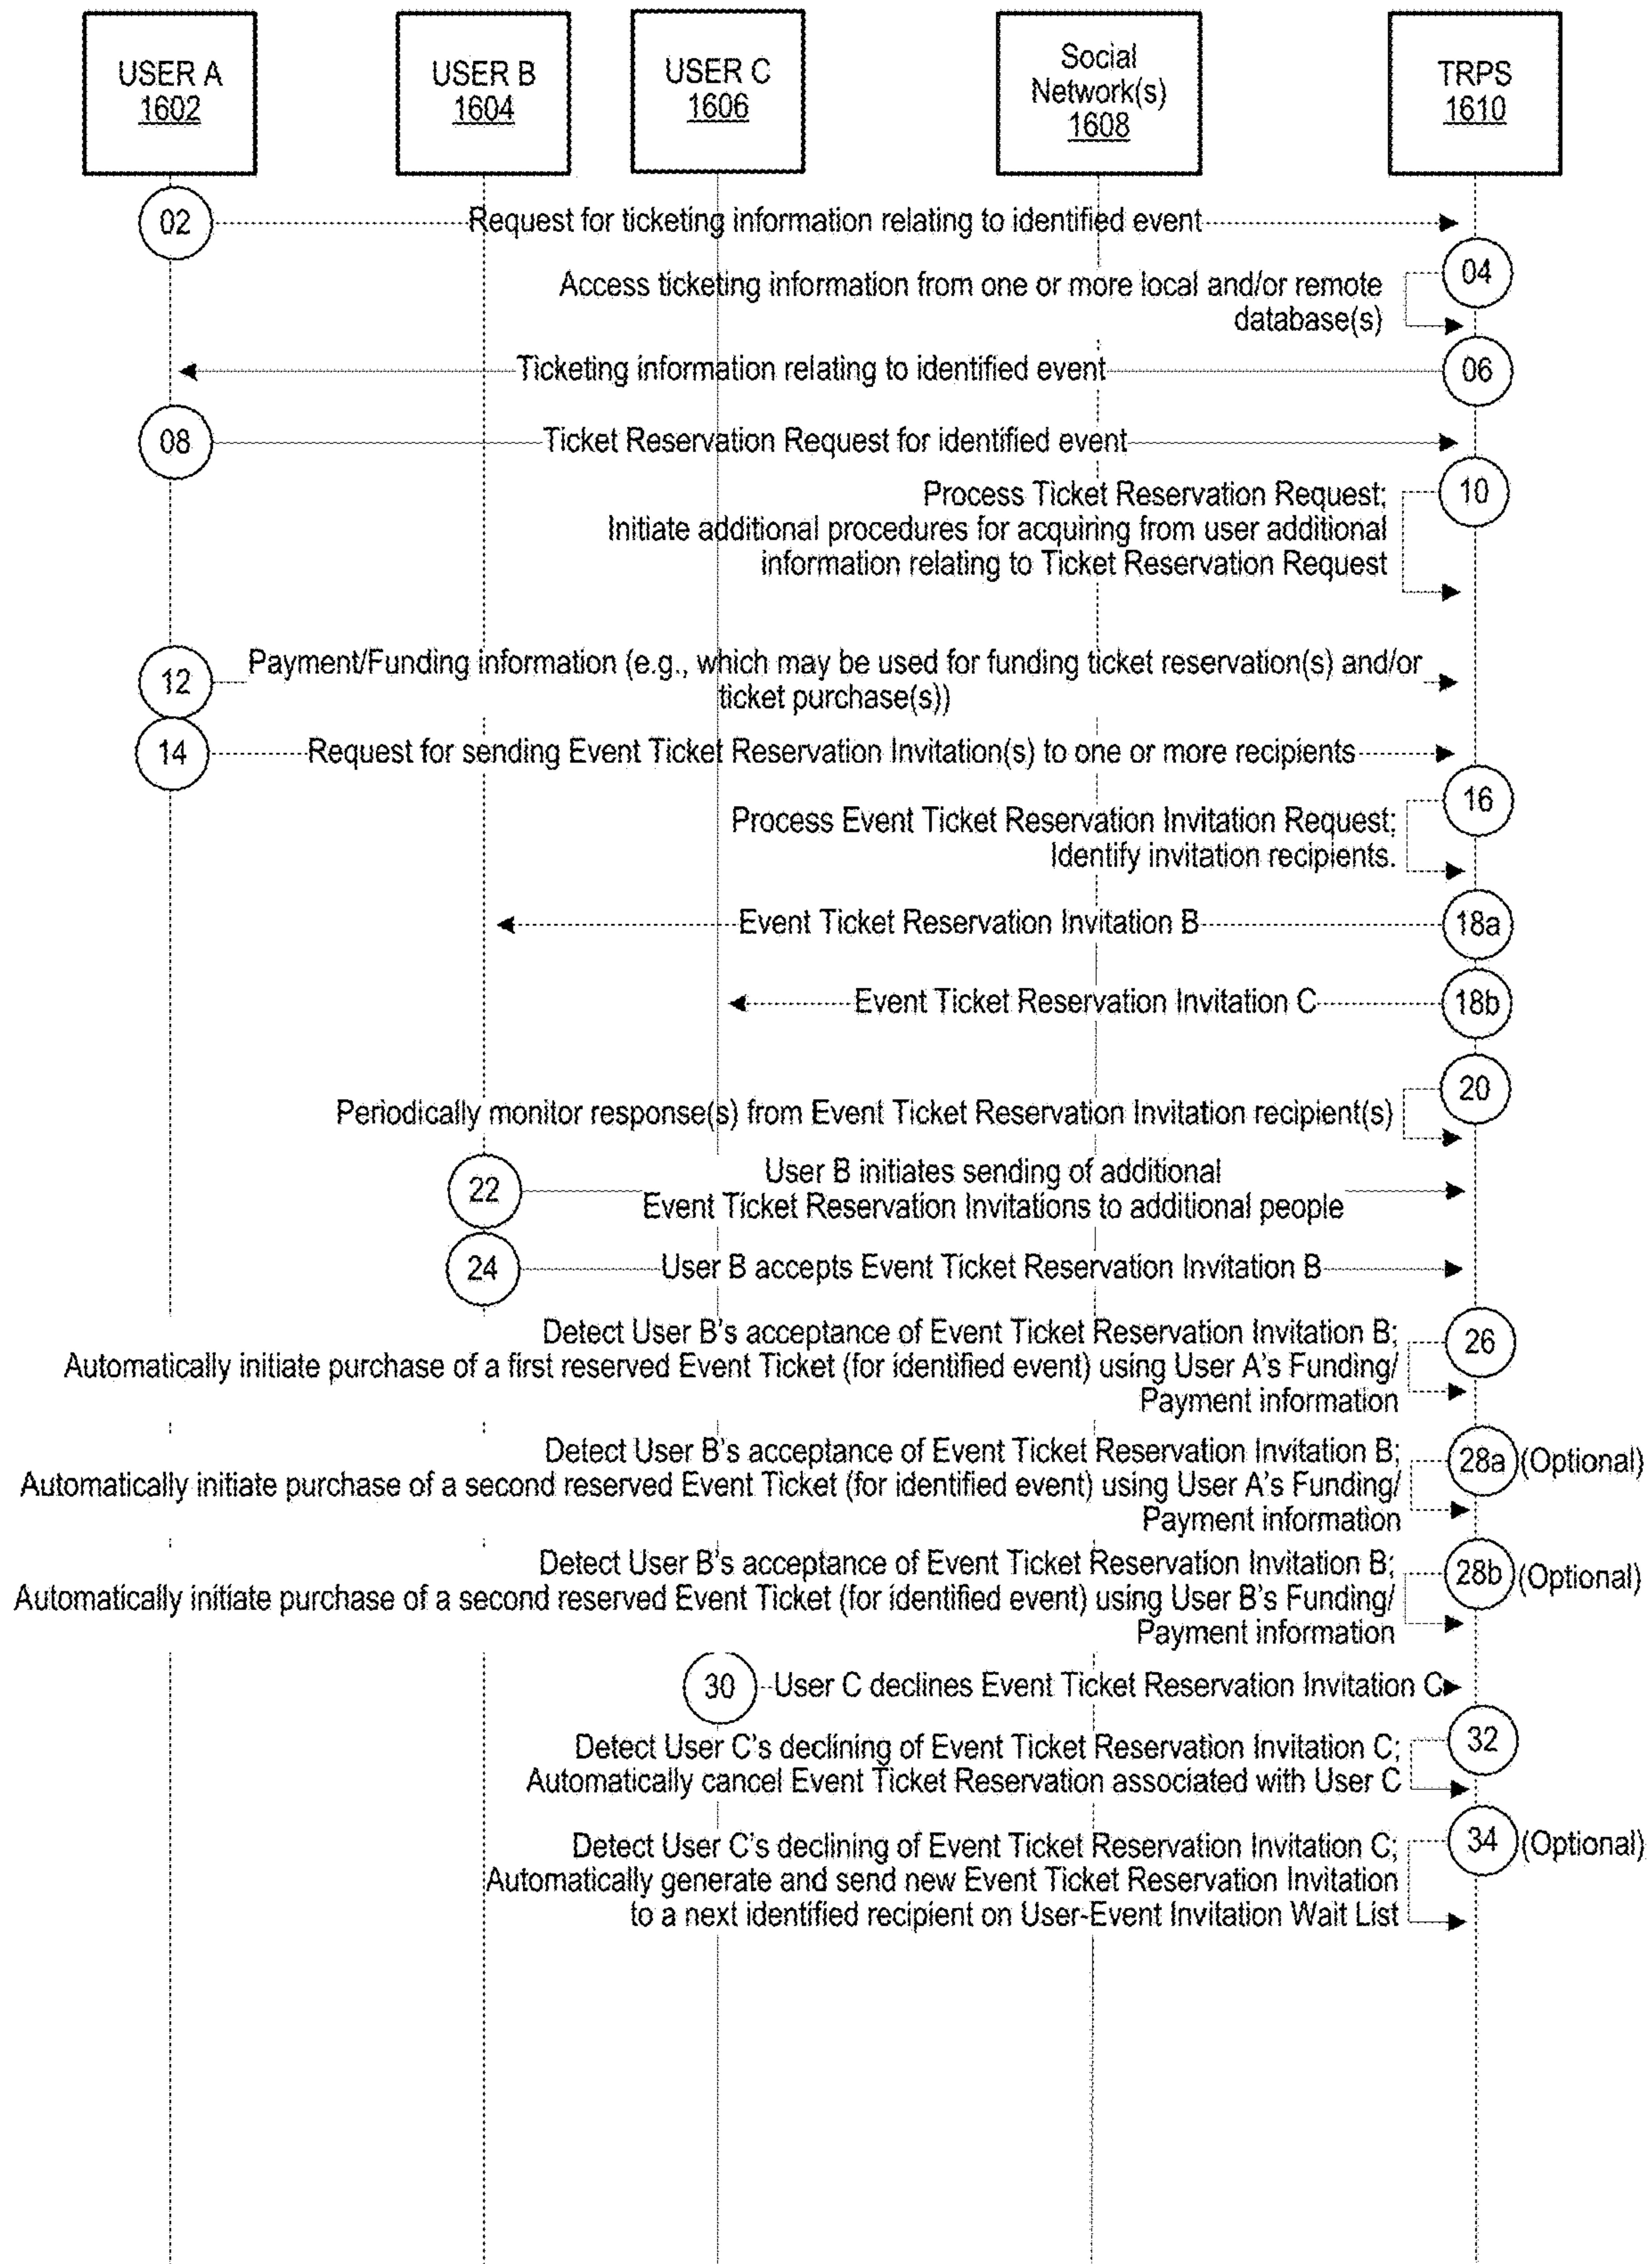 USER A
1602
USER B
1604
USER C
1606
Social
Network(s)
1608
TRPS
1610
02
Request for ticketing information relating to identified event
04
Access ticketing information from one or more local and/or remote
database(s)
Ticketing information relating to identified event
06
08
Ticket Reservation Request for identified event
10
Process Ticket Reservation Request;
Initiate additional procedures for acquiring from user additional
information relating to Ticket Reservation Request
12
Payment/Funding information (e.g., which may be used for funding ticket reservation(s) and/or
ticket purchase(s))
14
Request for sending Event Ticket Reservation Invitation(s) to one or more recipients
16
Process Event Ticket Reservation Invitation Request;
Identify invitation recipients.
Event Ticket Reservation Invitation B
18a
Event Ticket Reservation Invitation C
18b
20
Periodically monitor response(s) from Event Ticket Reservation Invitation recipient(s)
22
User B initiates sending of additional
Event Ticket Reservation Invitations to additional people
24
User B accepts Event Ticket Reservation Invitation B
Detect User B's acceptance of Event Ticket Reservation Invitation B;
26
Automatically initiate purchase of a first reserved Event Ticket (for identified event) using User A's Funding/
Payment information
Detect User B's acceptance of Event Ticket Reservation Invitation B;
28a (Optional)
Automatically initiate purchase of a second reserved Event Ticket (for identified event) using User A's Funding/
Payment information
Detect User B's acceptance of Event Ticket Reservation Invitation B;
28b (Optional)
Automatically initiate purchase of a second reserved Event Ticket (for identified event) using User B's Funding/
Payment information
30
User C declines Event Ticket Reservation Invitation C
32
Detect User C's declining of Event Ticket Reservation Invitation C;
Automatically cancel Event Ticket Reservation associated with User C
34 (Optional)
Detect User C's declining of Event Ticket Reservation Invitation C;
Automatically generate and send new Event Ticket Reservation Invitation
to a next identified recipient on User-Event Invitation Wait List